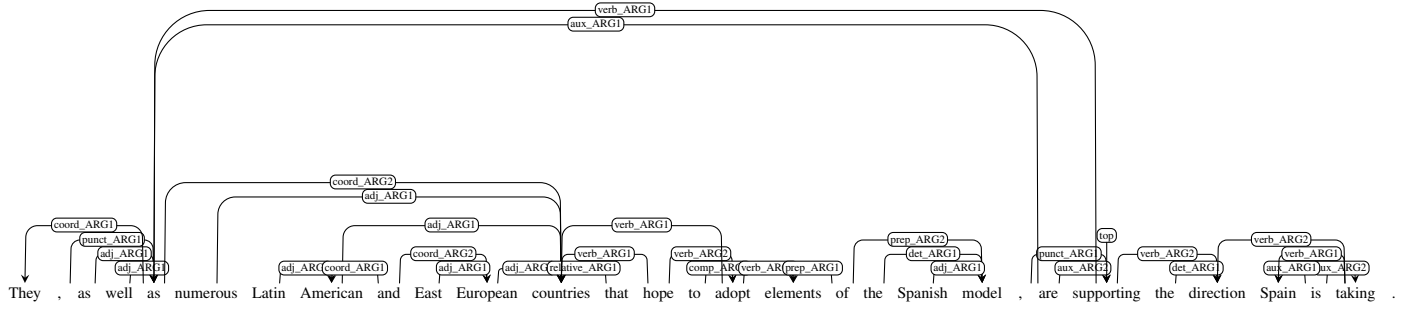 verb_ARG1
aux_ARG1
coord_ARG2
adj_ARG1
coord_ARG1 adj_ARG1 verb_ARG1 top
punct_ARG1 prep_ARG2 verb_ARG2
adj_ARG1 coord_ARG2 verb_ARG1 verb_ARG2 det_ARG1 punct_ARG1 verb_ARG2 verb_ARG1
adj_ARG1 coord_ARG1 adj_ARG1 relative_ARG1 prep_ARG1 adj_ARG1 aux_ARG2 det_ARG1 aux_ARG1
They , as well as numerous Latin American and East European countries that hope to adopt elements of the Spanish model , are supporting the direction Spain is taking .